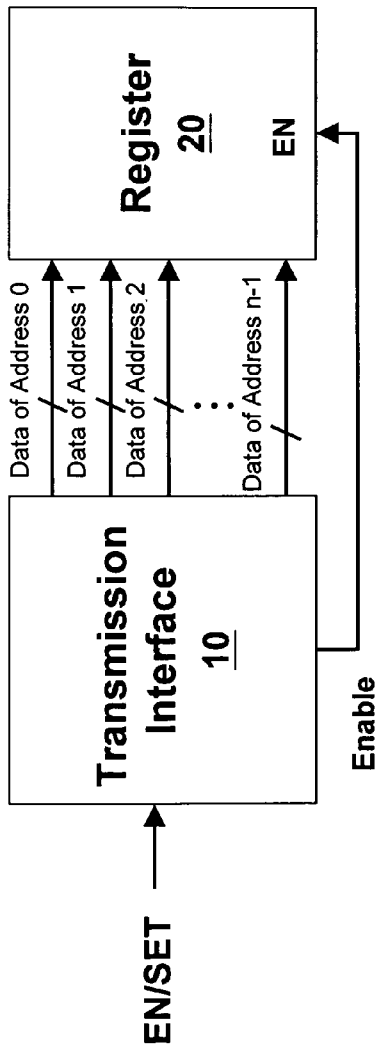 EN/SET
Transmission
Interface
10
Enable
Data of Address 0
Data of Address 1
Data of Address 2
Data of Address n-1
Register
20
EN